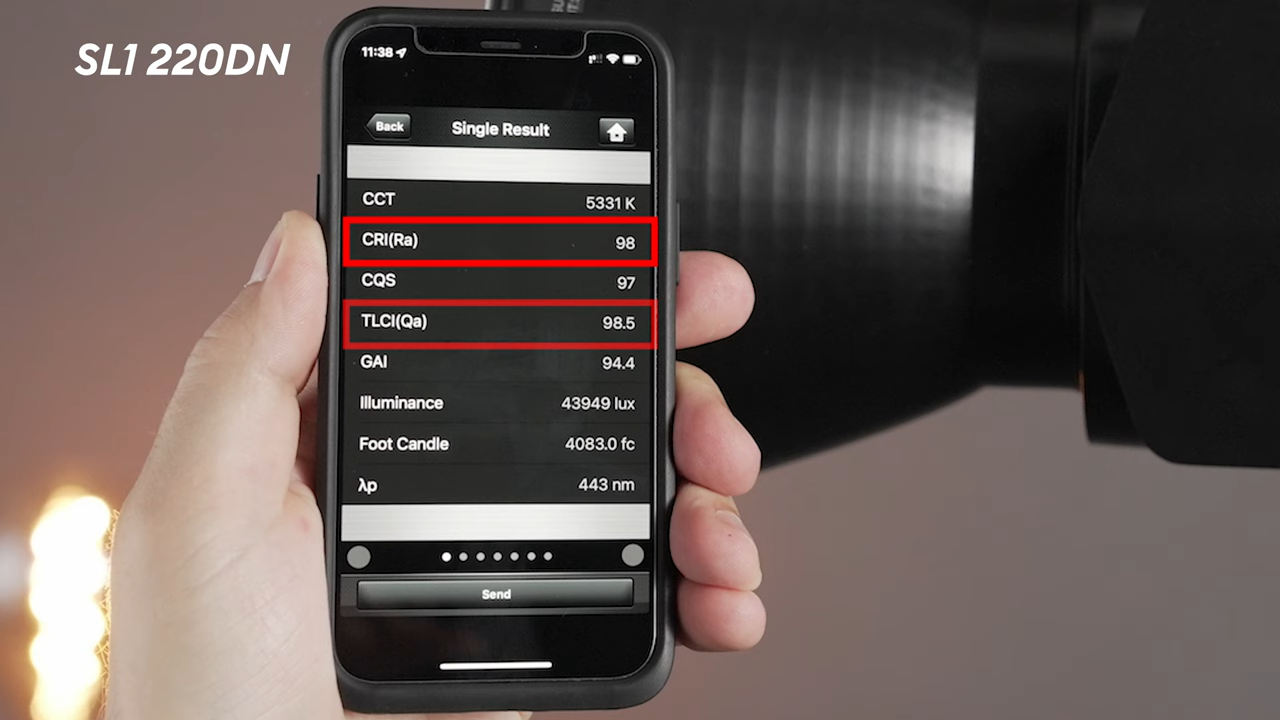 SL1 220DN
11:38
Back
Single Result
CCT 5331 K
CRI(Ra) 98
CQS 97
TLCI(Qa) 98.5
GAI 94.4
Illuminance 43949 lux
Foot Candle 4083.0 fc
λp 443 nm
Send